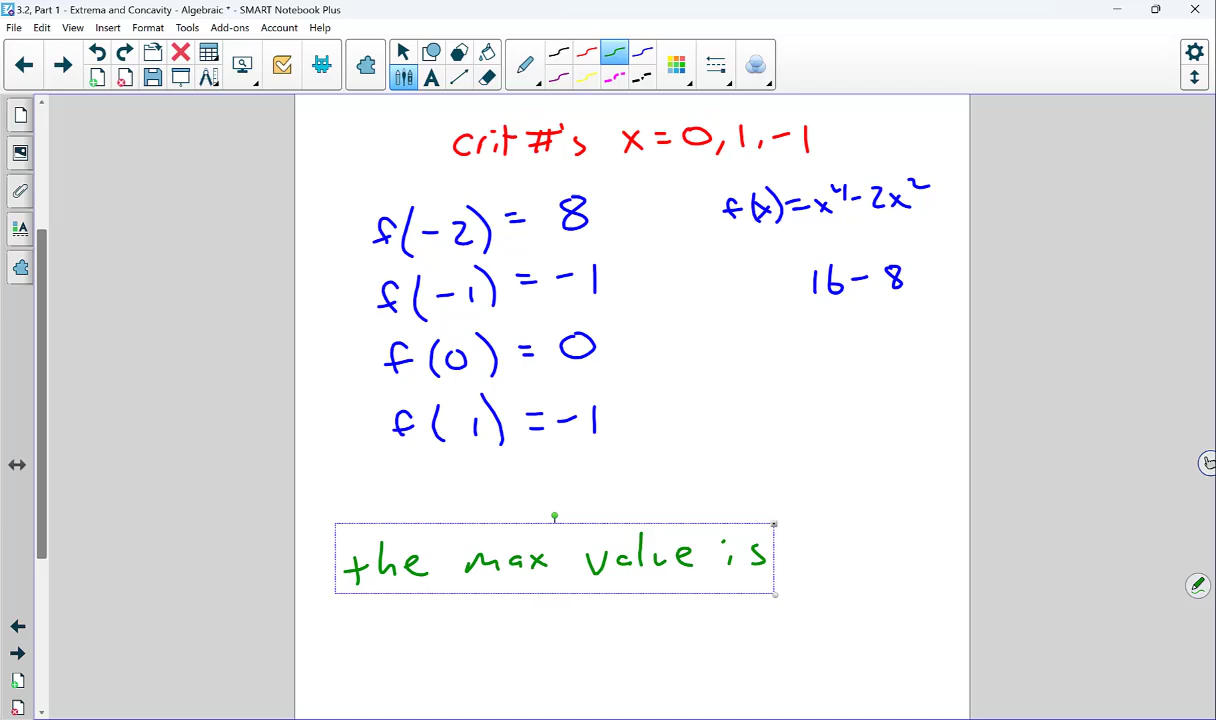 3.2, Part 1 - Extrema and Concavity - Algebraic * - SMART Notebook Plus
File Edit View Insert Format Tools Add-ons Account Help
crit #'s x = 0, 1, -1
f(x) = x⁴ - 2x²
f(-2) = 8
16 - 8
f(-1) = -1
f(0) = 0
f(1) = -1
the max value is